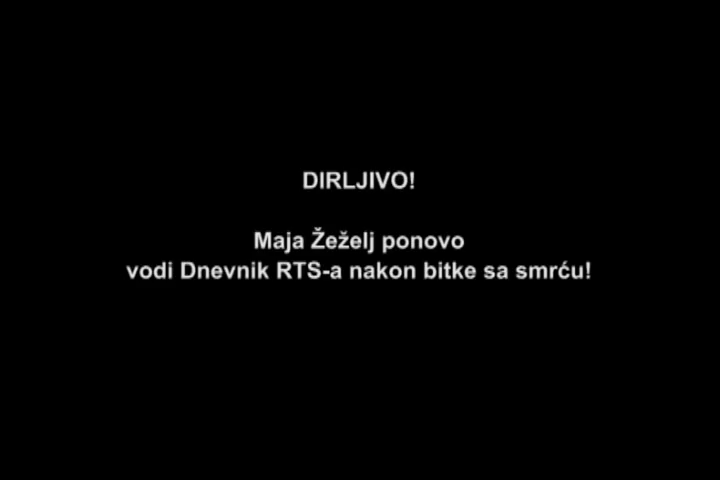 DIRLJIVO!
Maja Žeželj ponovo
vodi Dnevnik RTS-a nakon bitke sa smrću!